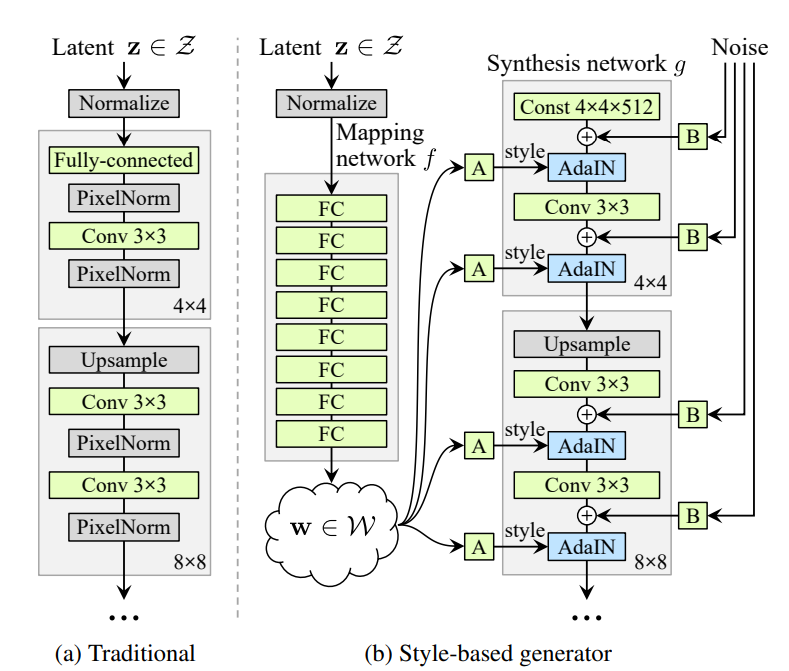 Latent z ∈ 𝒵
Normalize
Fully-connected
PixelNorm
Conv 3×3
PixelNorm
4×4
Upsample
Conv 3×3
PixelNorm
Conv 3×3
PixelNorm
8×8
...
(a) Traditional
Latent z ∈ 𝒵
Normalize
Mapping
network f
FC
FC
FC
FC
FC
FC
FC
FC
w ∈ 𝒲
A
style
A
style
A
style
A
style
Synthesis network g
Const 4×4×512
AdaIN
Conv 3×3
AdaIN
4×4
Upsample
Conv 3×3
AdaIN
Conv 3×3
AdaIN
8×8
...
Noise
B
B
B
B
(b) Style-based generator